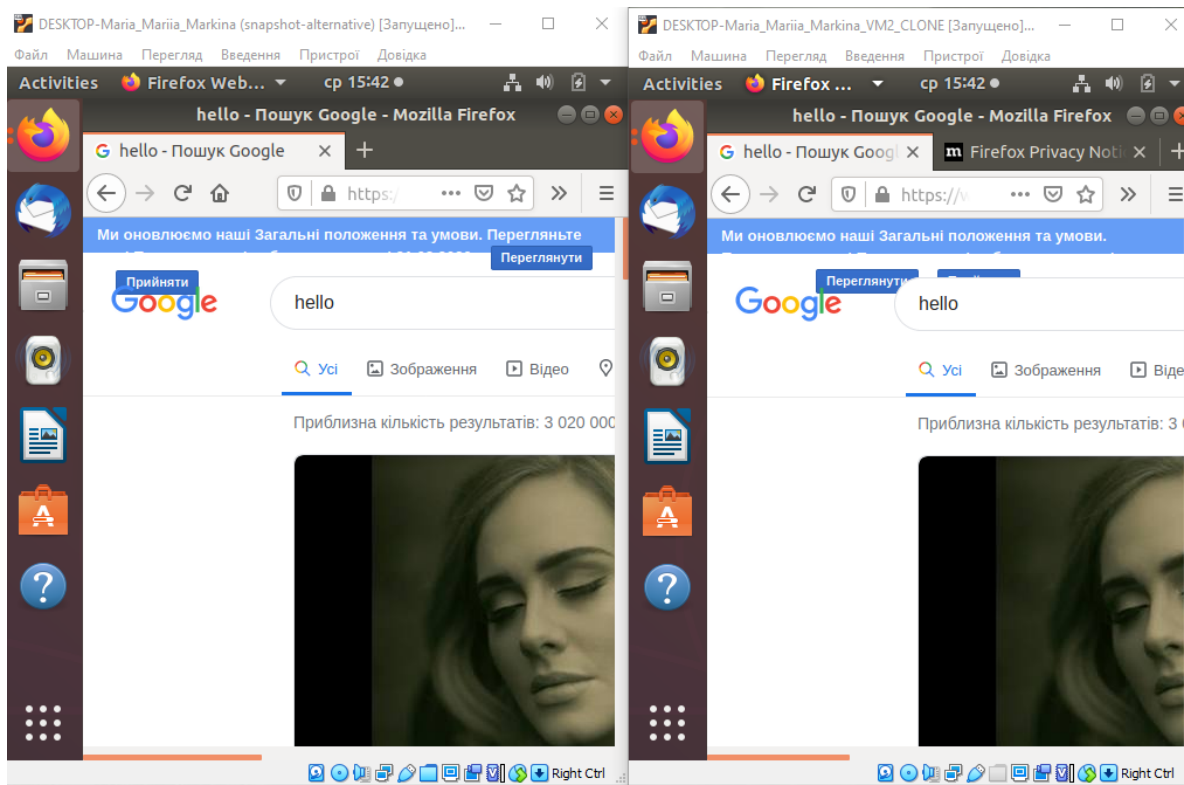 DESKTOP-Maria_Mariia_Markina (snapshot-alternative) [Запущено]...
Файл Машина Перегляд Введення Пристрої Довідка
Activities Firefox Web... ср 15:42
hello - Пошук Google - Mozilla Firefox
hello - Пошук Google
https:/
Ми оновлюємо наші Загальні положення та умови. Перегляньте
Переглянути
Прийняти
Google
hello
Усі Зображення Відео
Приблизна кількість результатів: 3 020 000
Right Ctrl
DESKTOP-Maria_Mariia_Markina_VM2_CLONE [Запущено]...
Файл Машина Перегляд Введення Пристрої Довідка
Activities Firefox ... ср 15:42
hello - Пошук Google - Mozilla Firefox
hello - Пошук Googl m Firefox Privacy Noti
https://
Ми оновлюємо наші Загальні положення та умови.
Переглянути
Google
hello
Усі Зображення Віде
Приблизна кількість результатів: 3
Right Ctrl